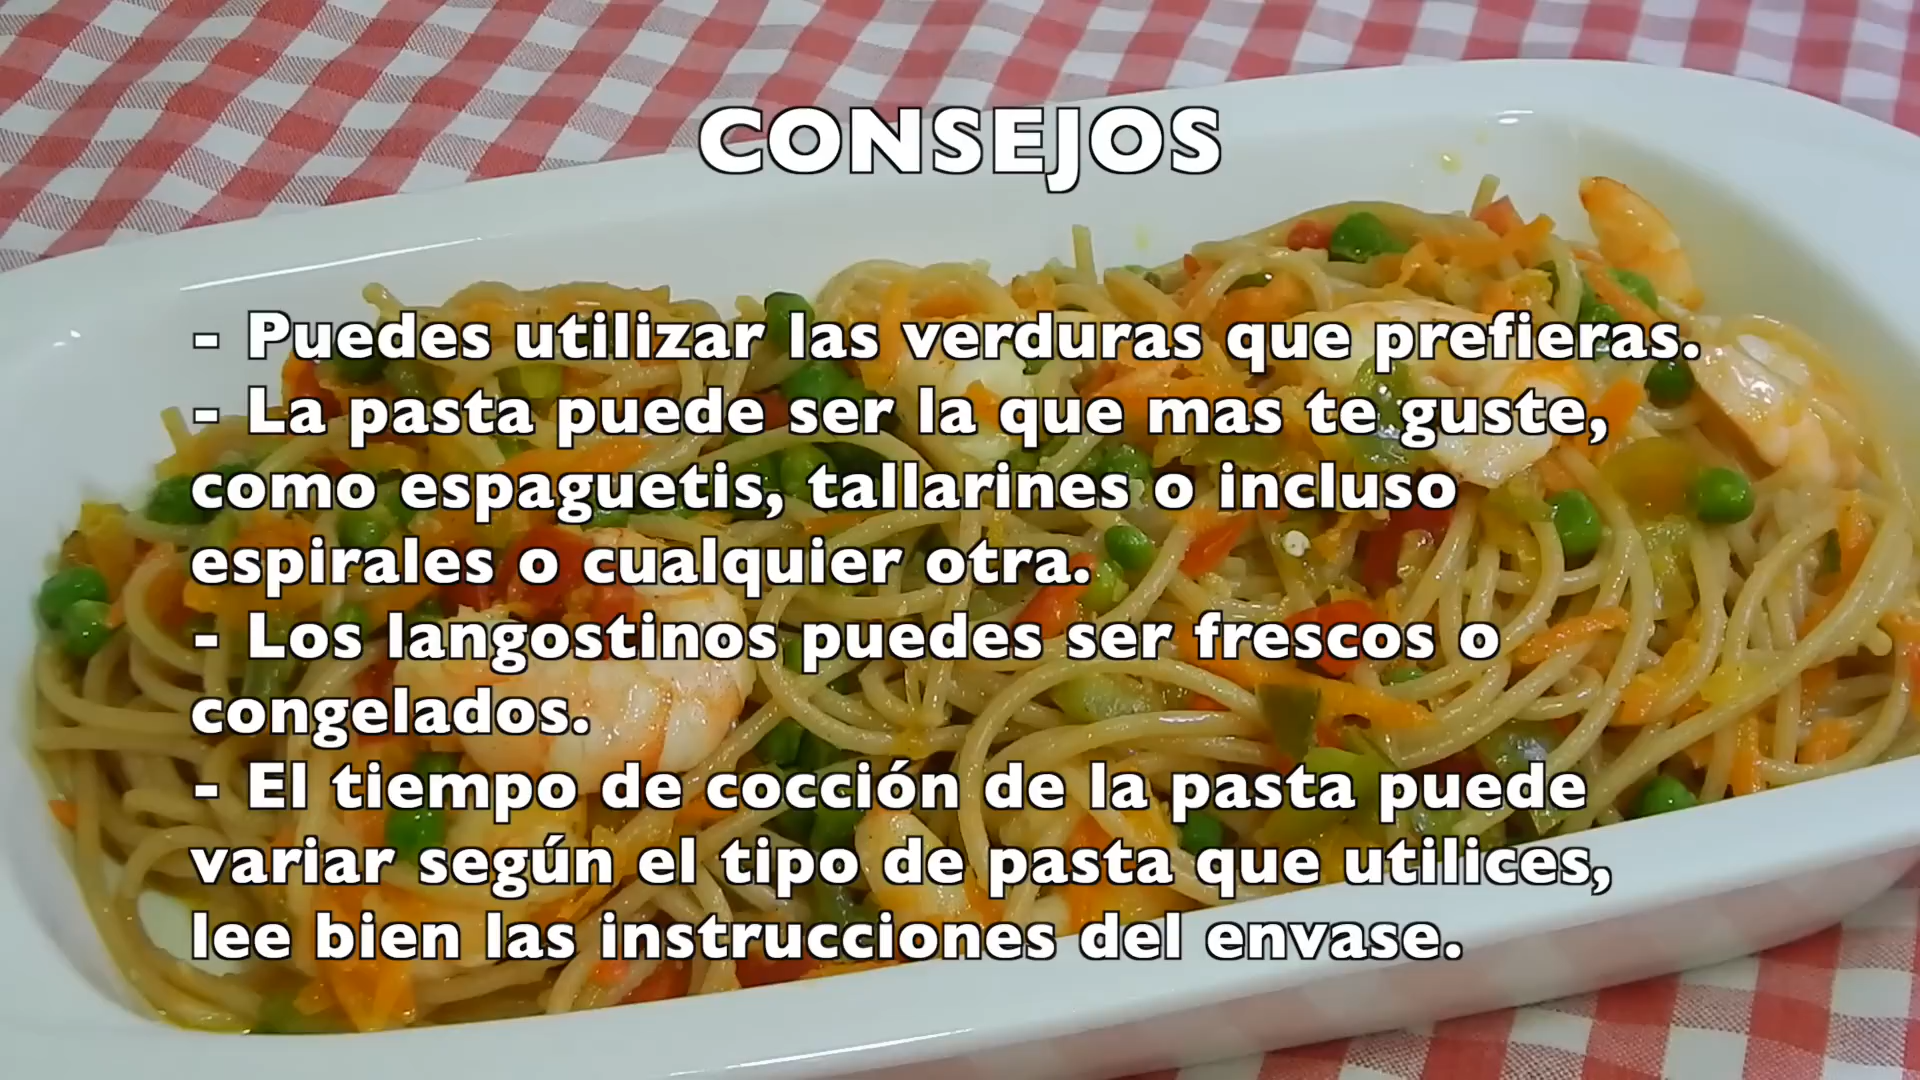 CONSEJOS
- Puedes utilizar las verduras que prefieras.
- La pasta puede ser la que mas te guste,
como espaguetis, tallarines o incluso
espirales o cualquier otra.
- Los langostinos puedes ser frescos o
congelados.
- El tiempo de cocción de la pasta puede
variar según el tipo de pasta que utilices,
lee bien las instrucciones del envase.